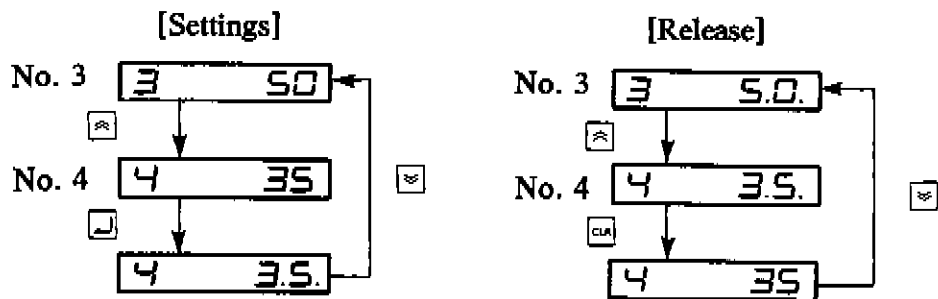 [Settings]
No. 3 3 50
No. 4 4 35
4 3.5.
[Release]
No. 3 3 5.0.
No. 4 4 3.5.
CLR
4 35